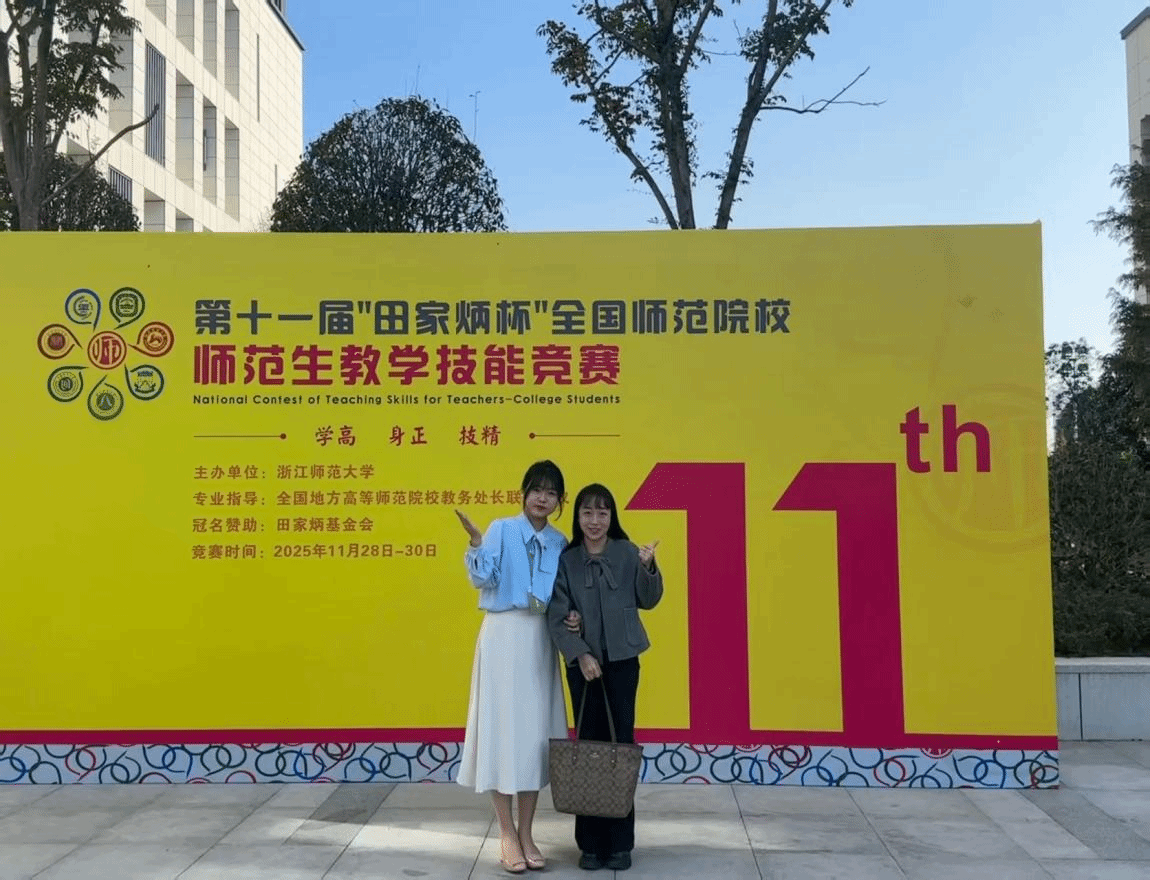 第十一届"田家炳杯"全国师范院校
师范生教学技能竞赛
National Contest of Teaching Skills for Teachers-College Students
学高 身正 技精
主办单位：浙江师范大学
专业指导：全国地方高等师范院校教务处长联
冠名赞助：田家炳基金会
竞赛时间：2025年11月28日-30日
11th